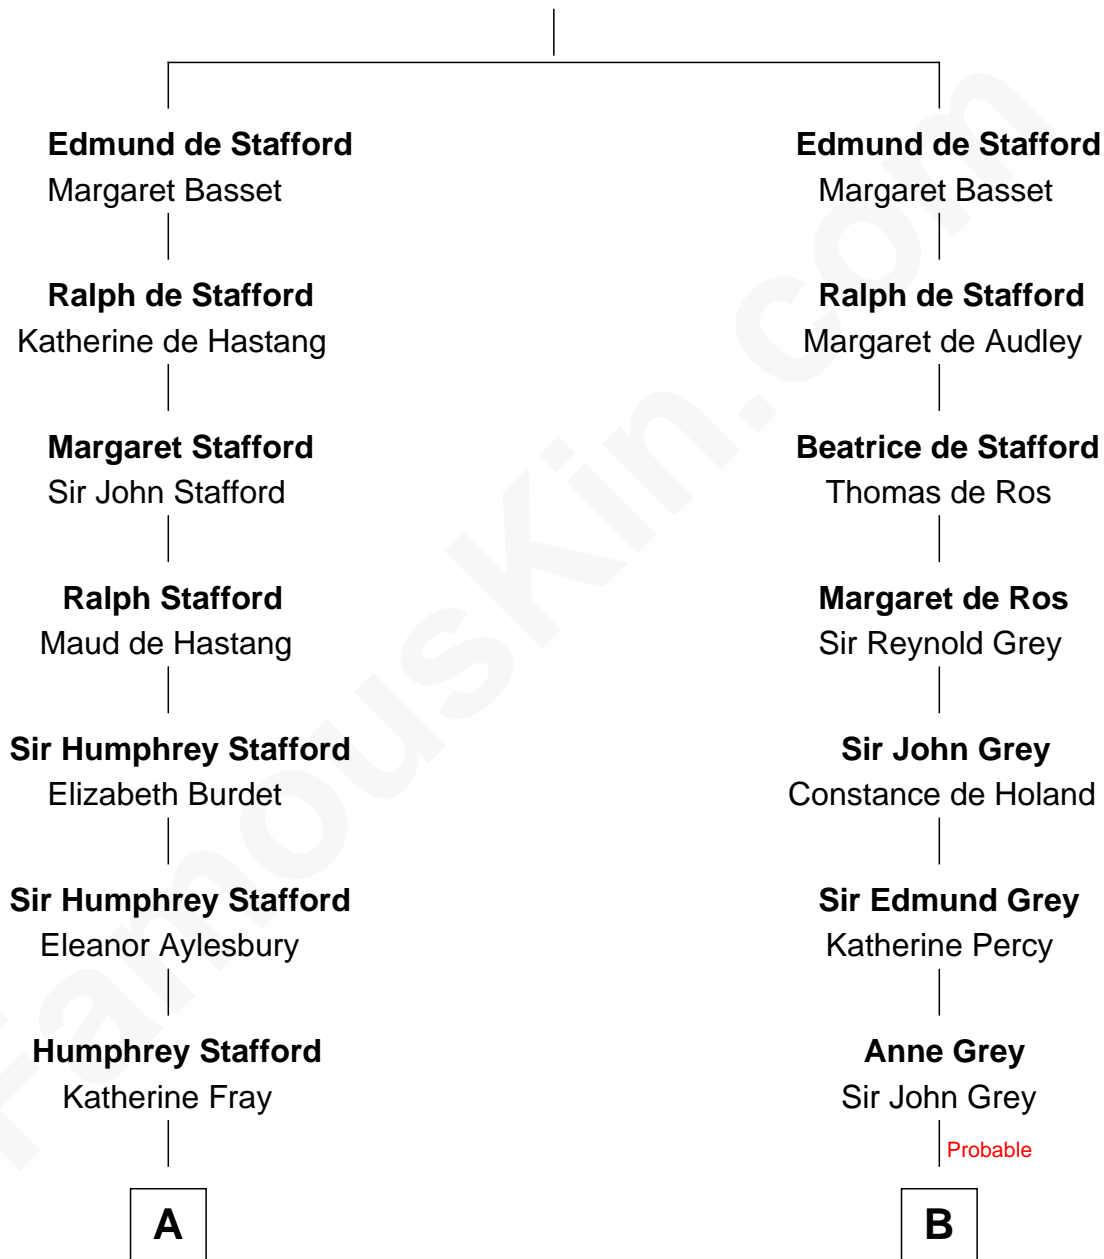 Edmund de Stafford
Margaret Basset
Ralph de Stafford
Katherine de Hastang
Margaret Stafford
Sir John Stafford
Ralph Stafford
Maud de Hastang
Sir Humphrey Stafford
Elizabeth Burdet
Sir Humphrey Stafford
Eleanor Aylesbury
Humphrey Stafford
Katherine Fray
A
Edmund de Stafford
Margaret Basset
Ralph de Stafford
Margaret de Audley
Beatrice de Stafford
Thomas de Ros
Margaret de Ros
Sir Reynold Grey
Sir John Grey
Constance de Holand
Sir Edmund Grey
Katherine Percy
Anne Grey
Sir John Grey
Probable
B
FamousKin.com